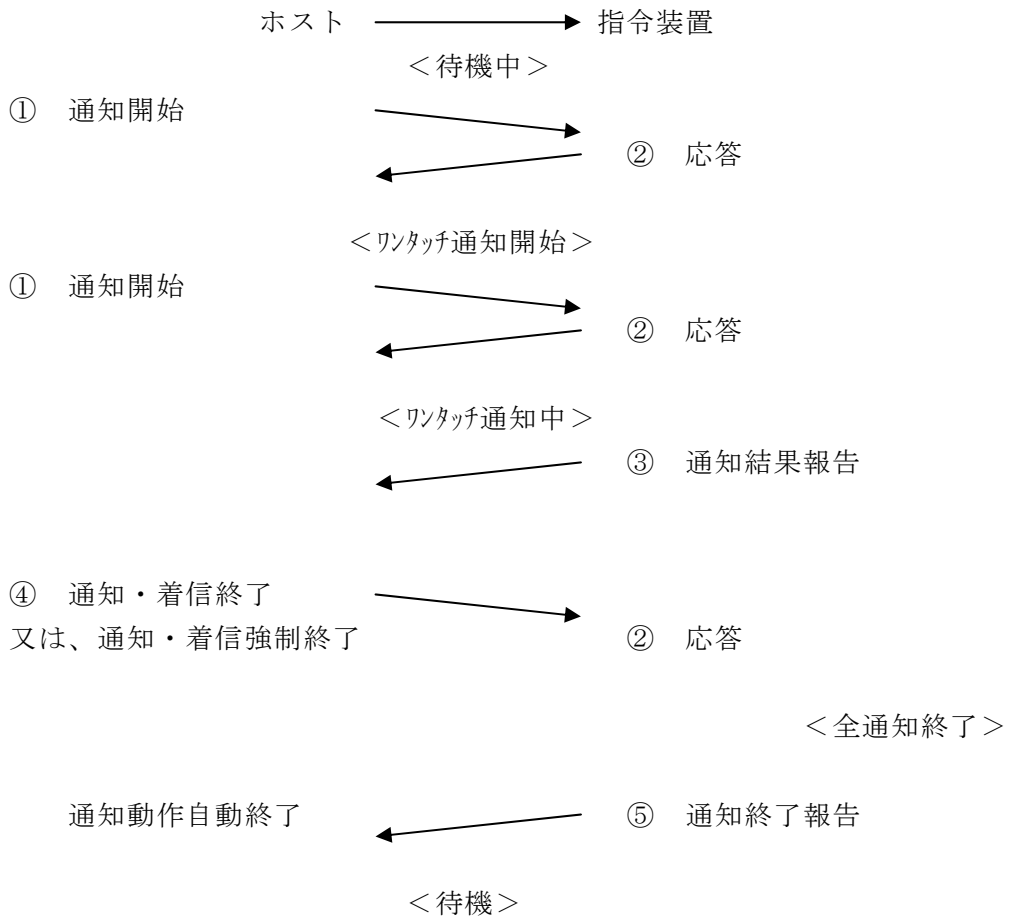 ホスト 指令装置
＜待機中＞
① 通知開始
② 応答
＜ﾜﾝﾀｯﾁ通知開始＞
① 通知開始
② 応答
＜ﾜﾝﾀｯﾁ通知中＞
③ 通知結果報告
④ 通知・着信終了
又は、通知・着信強制終了 ② 応答
＜全通知終了＞
通知動作自動終了 ⑤ 通知終了報告
＜待機＞